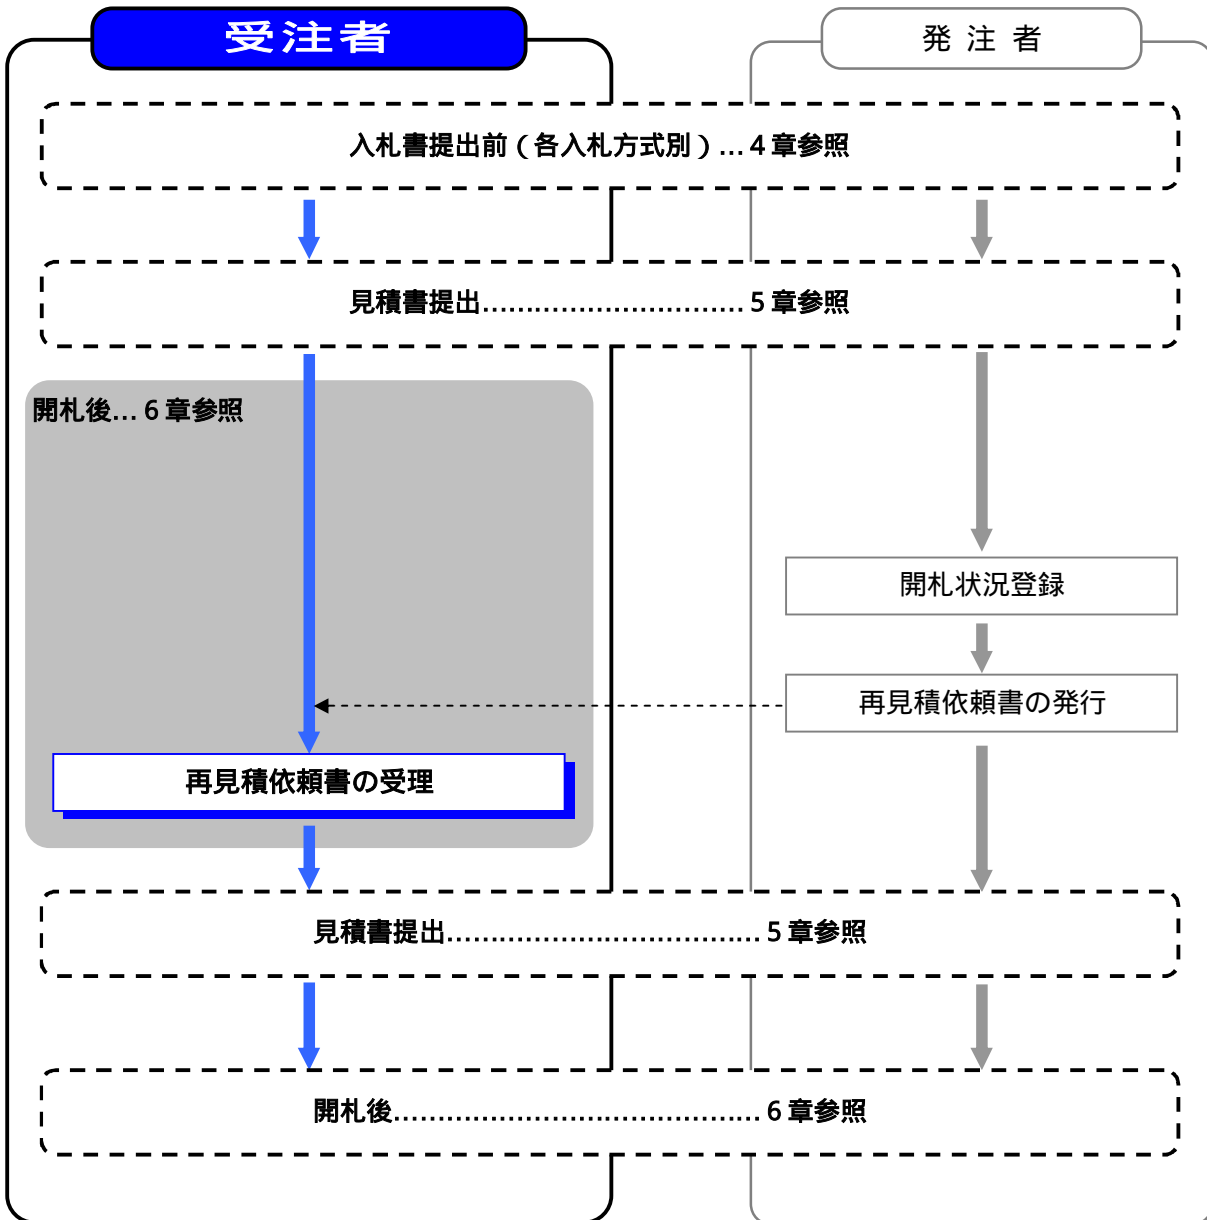 受注者
発 注 者
入札書提出前（各入札方式別）…4章参照
見積書提出………………………… 5章参照
開札後…6章参照
開札状況登録
再見積依頼書の発行
再見積依頼書の受理
見積書提出……………………………… 5章参照
開札後…………………………………… 6章参照